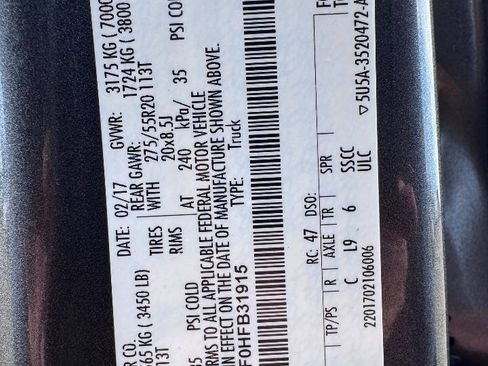 R CO. DATE: 02/17 GVWR: 3175 KG ( 7000
65 KG ( 3450 LB) REAR GAWR: 1724 KG ( 3800
13T TIRES WITH 275/55R20 113T
RIMS 20x8.5J
35 PSI COLD AT 240 kPa/ 35 PSI CO
RMS TO ALL APPLICABLE FEDERAL MOTOR VEHICLE
IN EFFECT ON THE DATE OF MANUFACTURE SHOWN ABOVE.
F0HFB31915 TYPE: Truck
RC: 47 DSO:
TP/PS R AXLE TR SPR
C L9 6 SSCC
2201702106006 ULC
▽5U5A-3520472-A